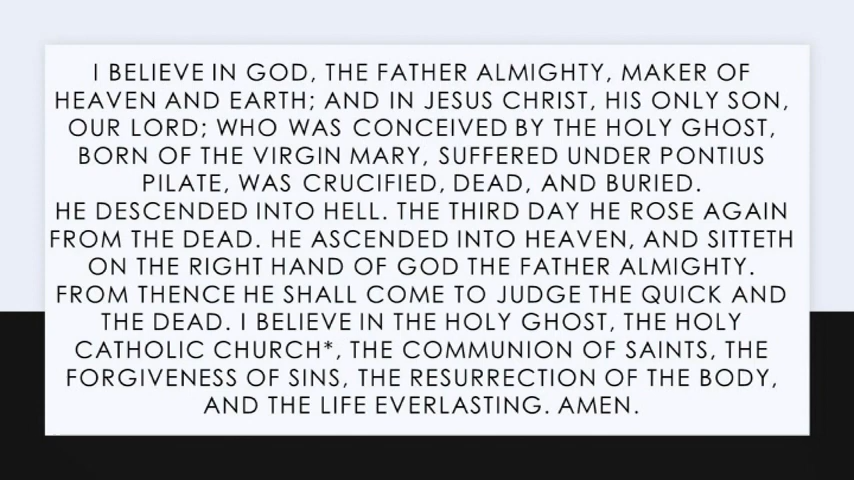 I BELIEVE IN GOD, THE FATHER ALMIGHTY, MAKER OF
HEAVEN AND EARTH; AND IN JESUS CHRIST, HIS ONLY SON,
OUR LORD; WHO WAS CONCEIVED BY THE HOLY GHOST,
BORN OF THE VIRGIN MARY, SUFFERED UNDER PONTIUS
PILATE, WAS CRUCIFIED, DEAD, AND BURIED.
HE DESCENDED INTO HELL. THE THIRD DAY HE ROSE AGAIN
FROM THE DEAD. HE ASCENDED INTO HEAVEN, AND SITTETH
ON THE RIGHT HAND OF GOD THE FATHER ALMIGHTY.
FROM THENCE HE SHALL COME TO JUDGE THE QUICK AND
THE DEAD. I BELIEVE IN THE HOLY GHOST, THE HOLY
CATHOLIC CHURCH*, THE COMMUNION OF SAINTS, THE
FORGIVENESS OF SINS, THE RESURRECTION OF THE BODY,
AND THE LIFE EVERLASTING. AMEN.